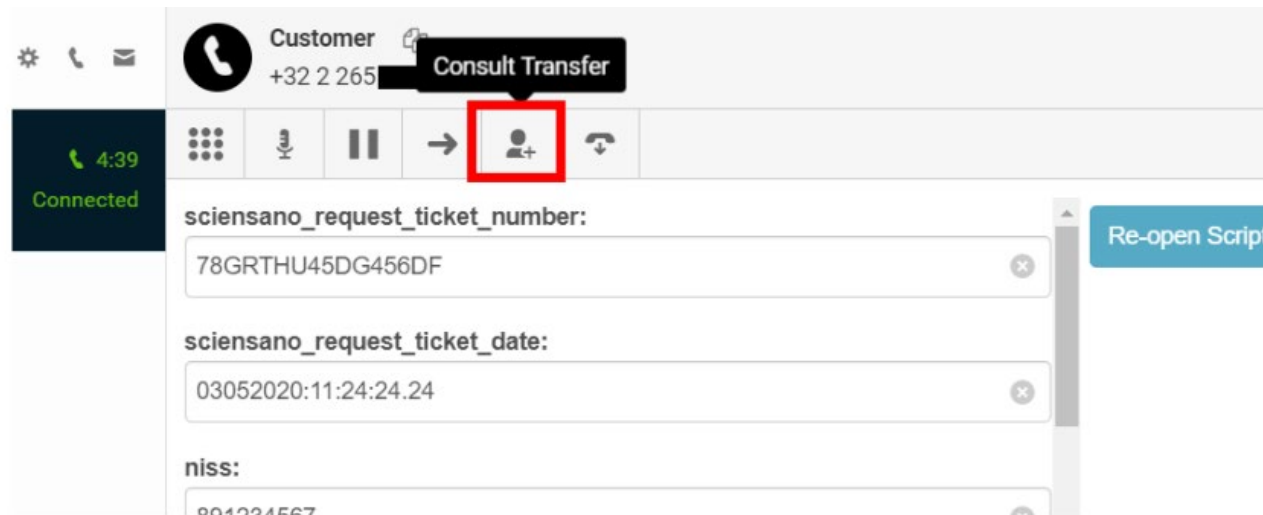 Customer
+32 2 265
Consult Transfer
4:39
Connected
sciensano_request_ticket_number:
78GRTHU45DG456DF
Re-open Script
sciensano_request_ticket_date:
03052020:11:24:24.24
niss:
891234567